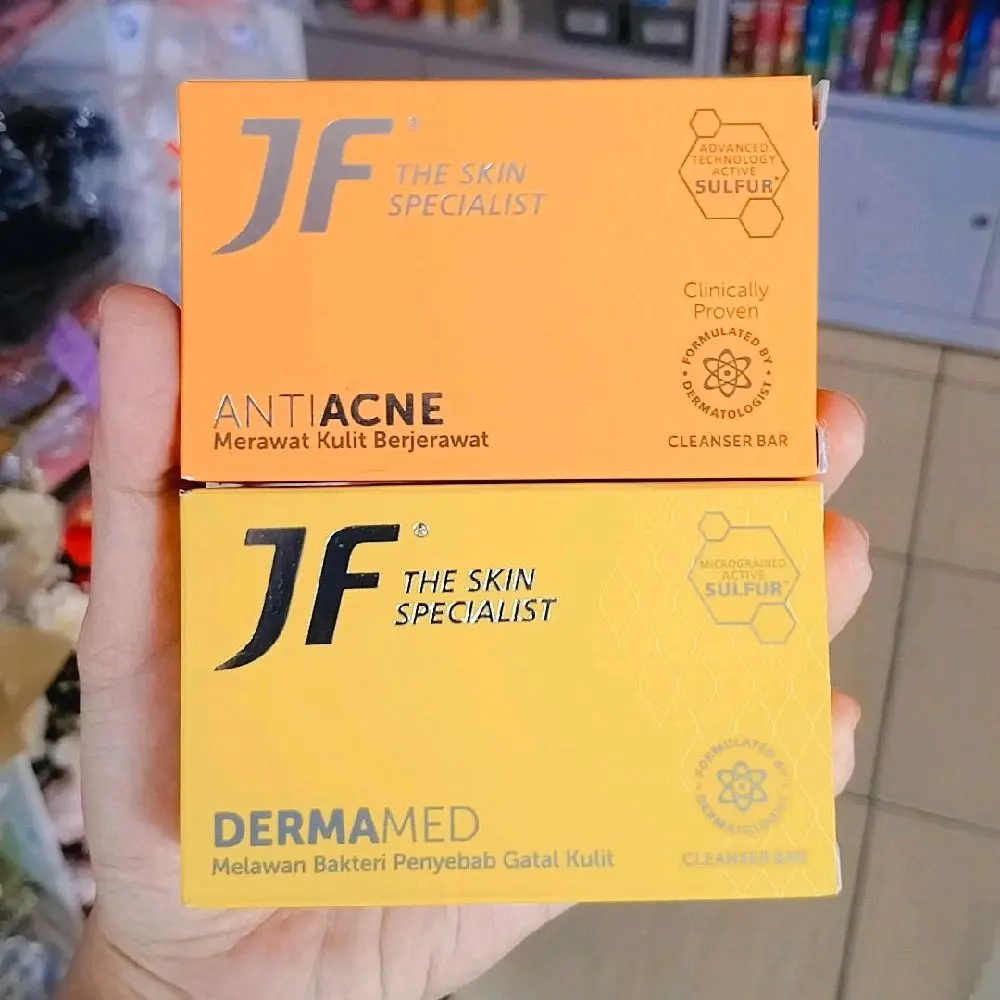 JF®
THE SKIN
SPECIALIST
ADVANCED
TECHNOLOGY
ACTIVE
SULFUR
Clinically
Proven
FORMULATED BY
DERMATOLOGIST
ANTIACNE
Merawat Kulit Berjerawat
CLEANSER BAR
JF®
THE SKIN
SPECIALIST
MICROGRAINED
ACTIVE
SULFUR™
FORMULATED BY
DERMATOLOGIST
DERMAMED
Melawan Bakteri Penyebab Gatal Kulit
CLEANSER BAR